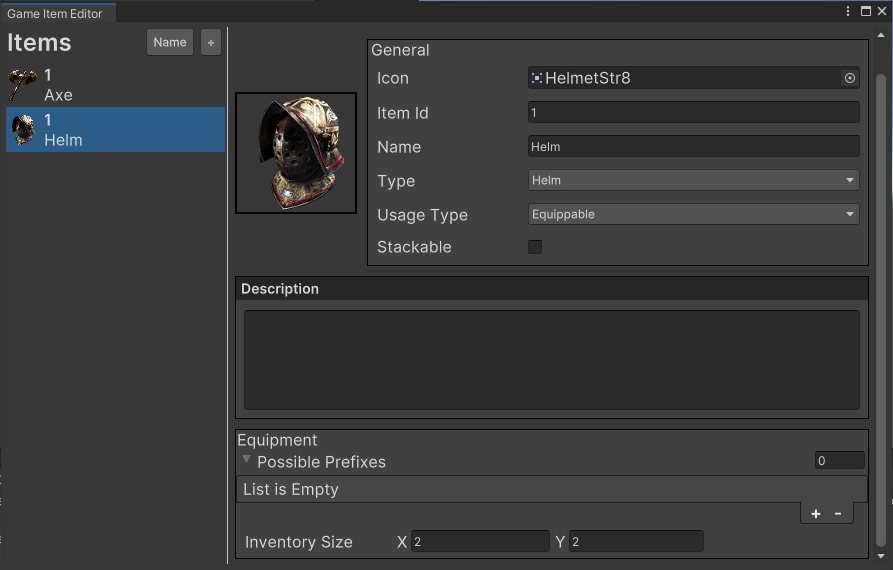 Game Item Editor
Items
Name
+
1
Axe
1
Helm
General
Icon HelmetStr8
Item Id 1
Name Helm
Type Helm
Usage Type Equippable
Stackable
Description
Equipment
Possible Prefixes 0
List is Empty
+ -
Inventory Size X 2 Y 2